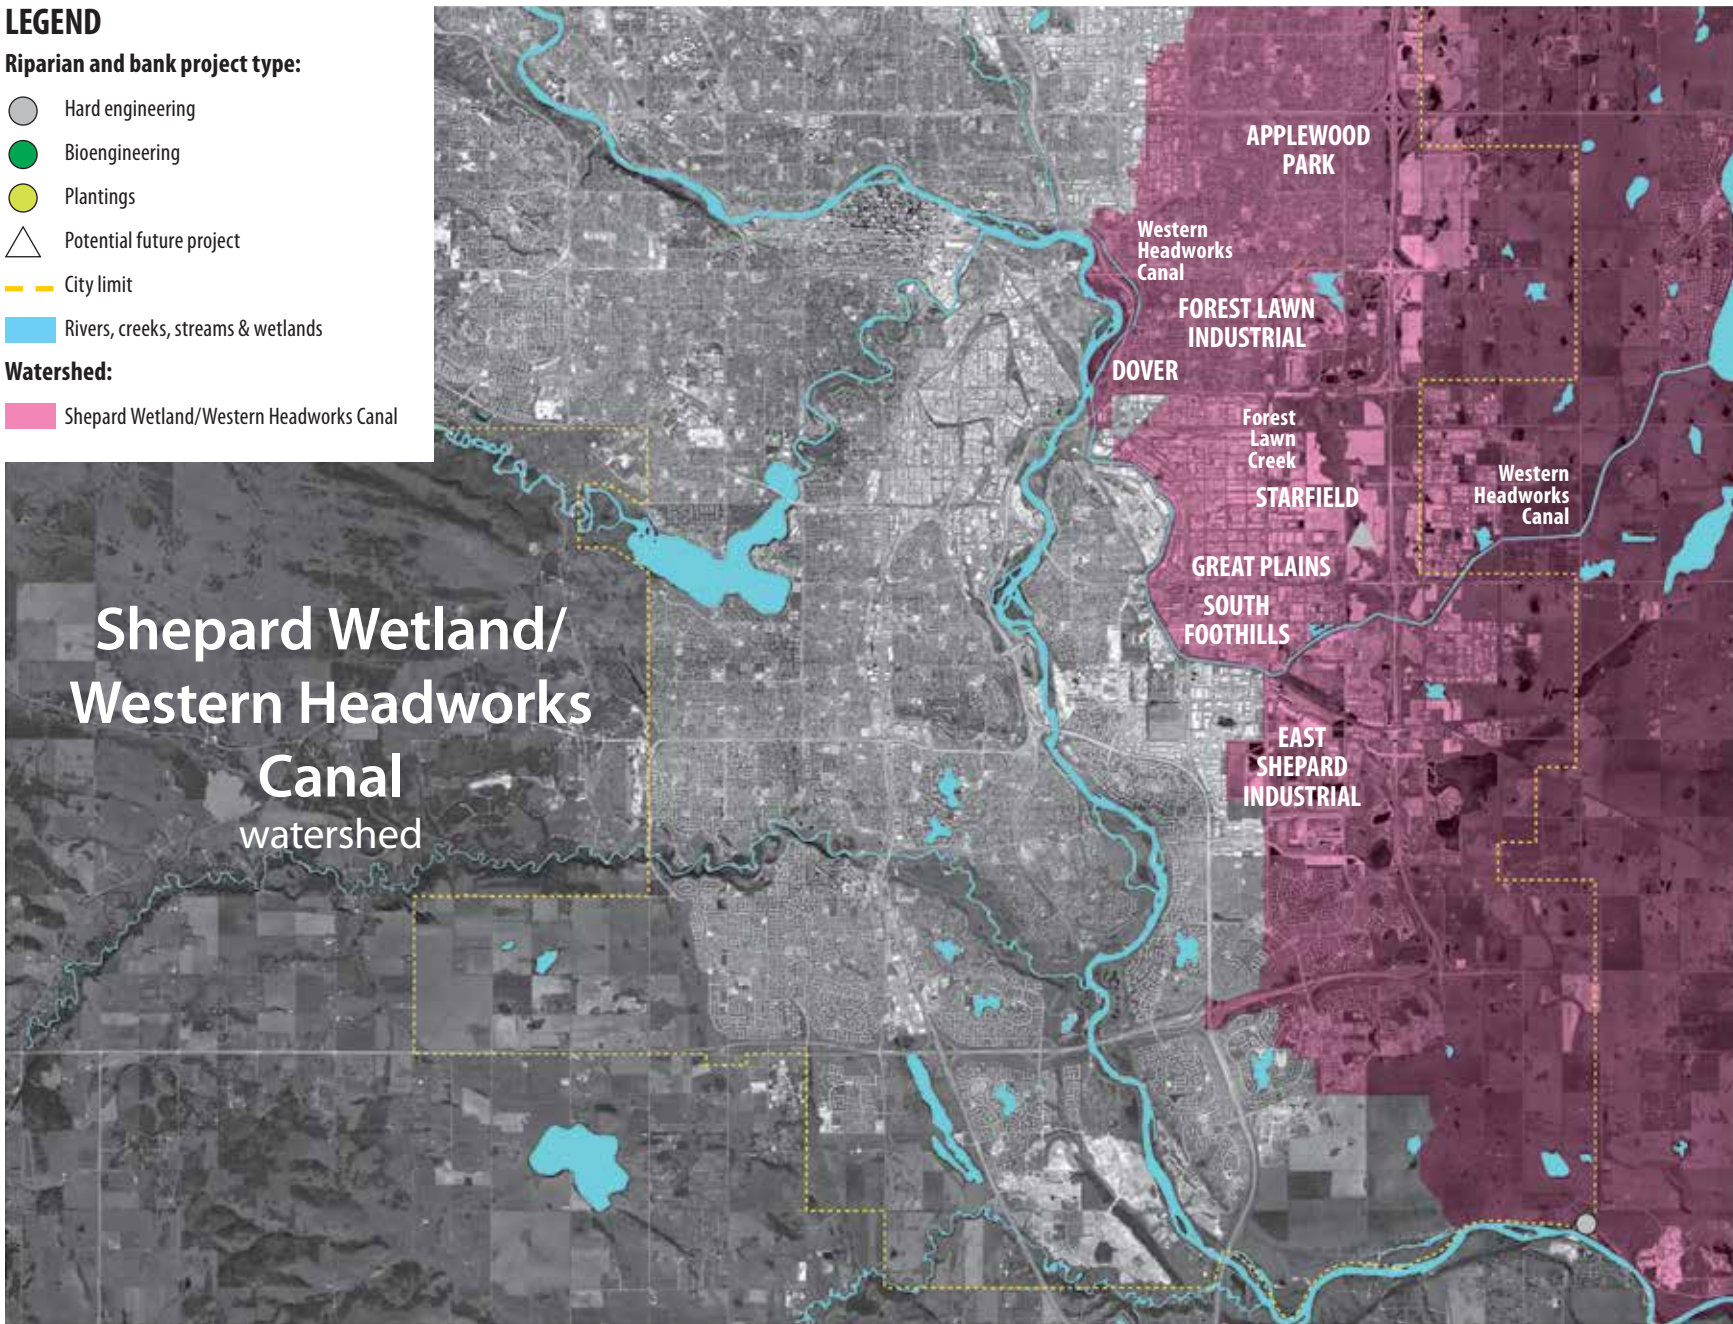 LEGEND
Riparian and bank project type:
Hard engineering
Bioengineering
Plantings
Potential future project
City limit
Rivers, creeks, streams & wetlands
Watershed:
Shepard Wetland/Western Headworks Canal
APPLEWOOD
PARK
Western
Headworks
Canal
FOREST LAWN
INDUSTRIAL
DOVER
Forest
Lawn
Creek
STARFIELD
Western
Headworks
Canal
GREAT PLAINS
SOUTH
FOOTHILLS
EAST
SHEPARD
INDUSTRIAL
Shepard Wetland/
Western Headworks
Canal
watershed